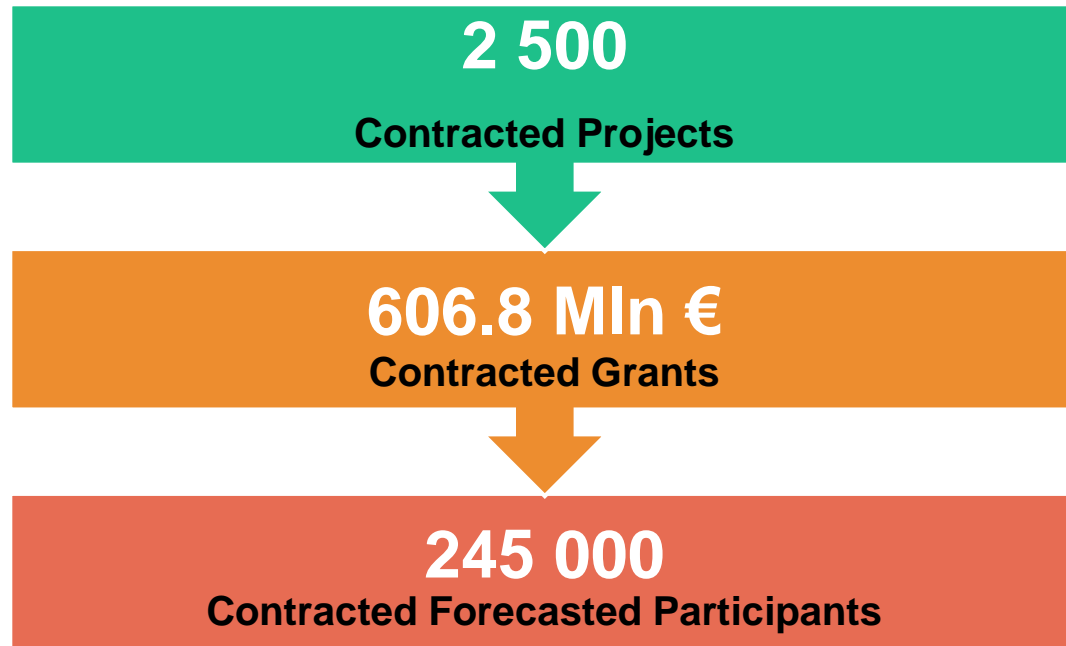 2 500
Contracted Projects
606.8 Mln €
Contracted Grants
245 000
Contracted Forecasted Participants